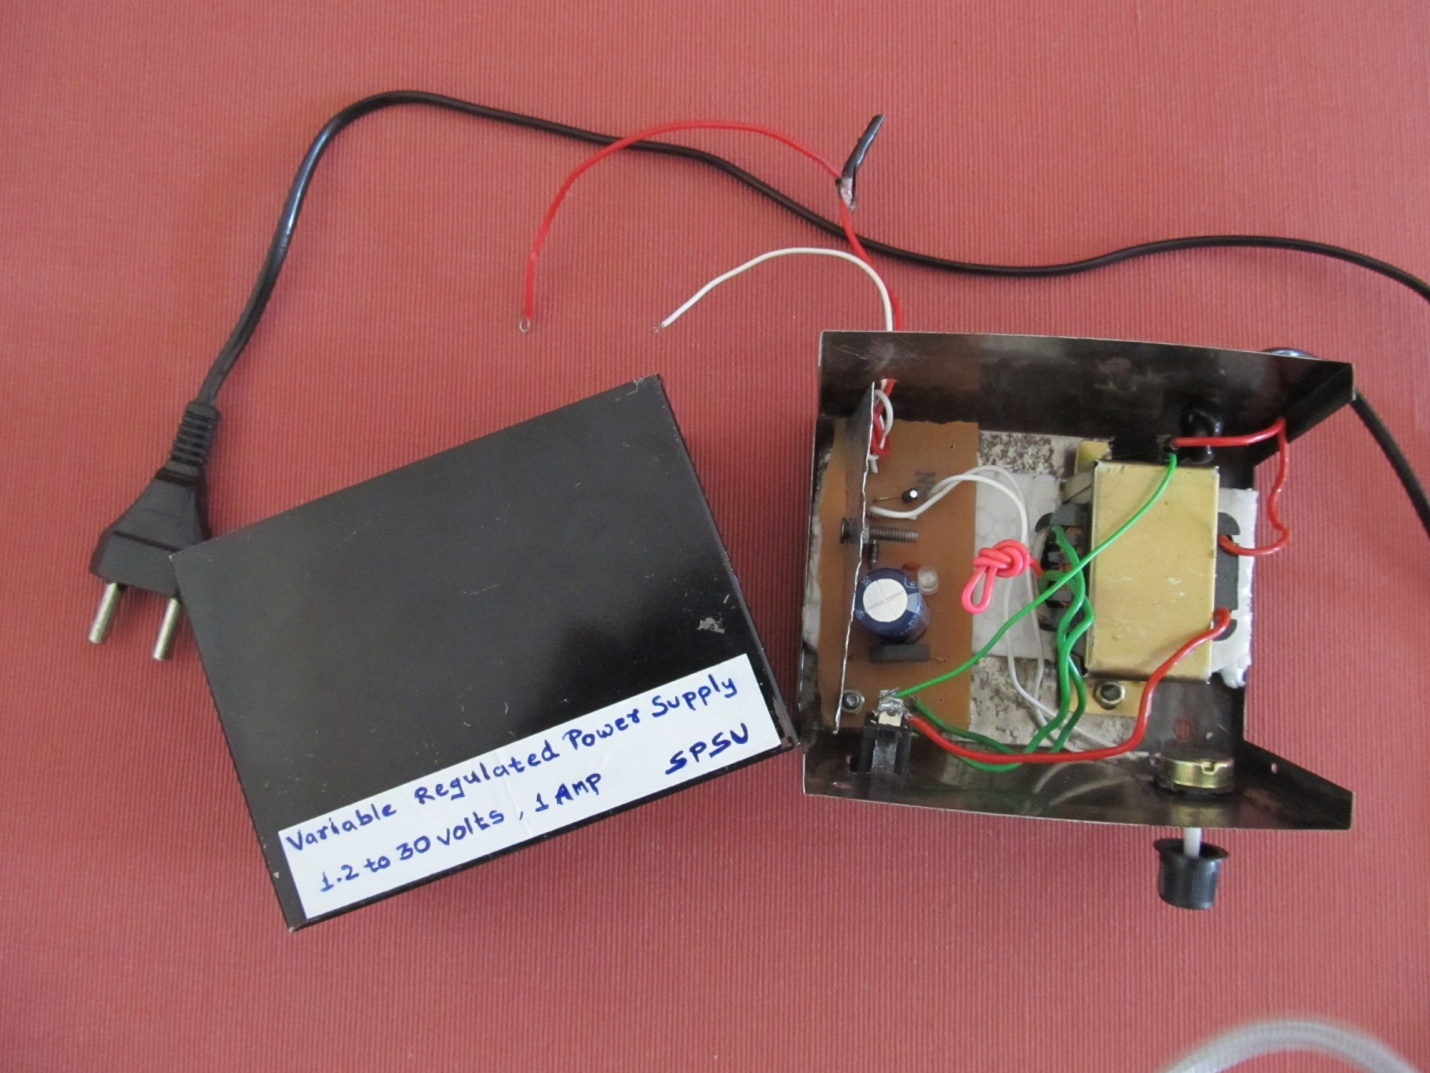 Variable Regulated Power Supply
1.2 to 30 volts, 1 AMP SPSU